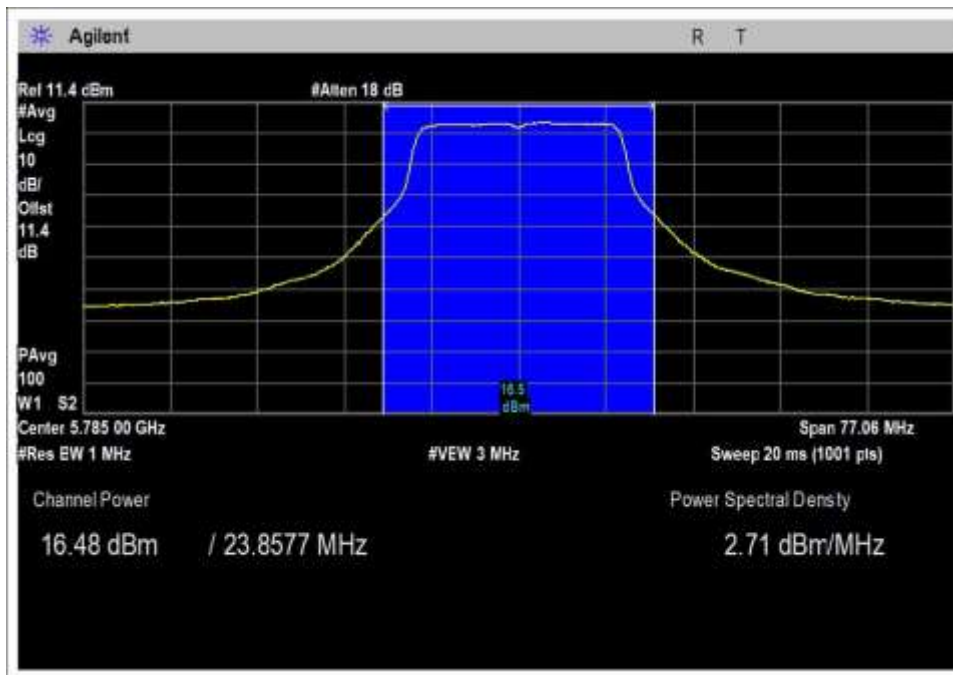 Agilent R T
Ref 11.4 dBm #Atten 18 dB
#Avg
Log
10
dB/
Offst
11.4
dB
PAvg
100
W1 S2
16.5
dBm
Center 5.785 00 GHz Span 77.06 MHz
#Res BW 1 MHz #VBW 3 MHz Sweep 20 ms (1001 pts)
Channel Power Power Spectral Density
16.48 dBm / 23.8577 MHz 2.71 dBm/MHz